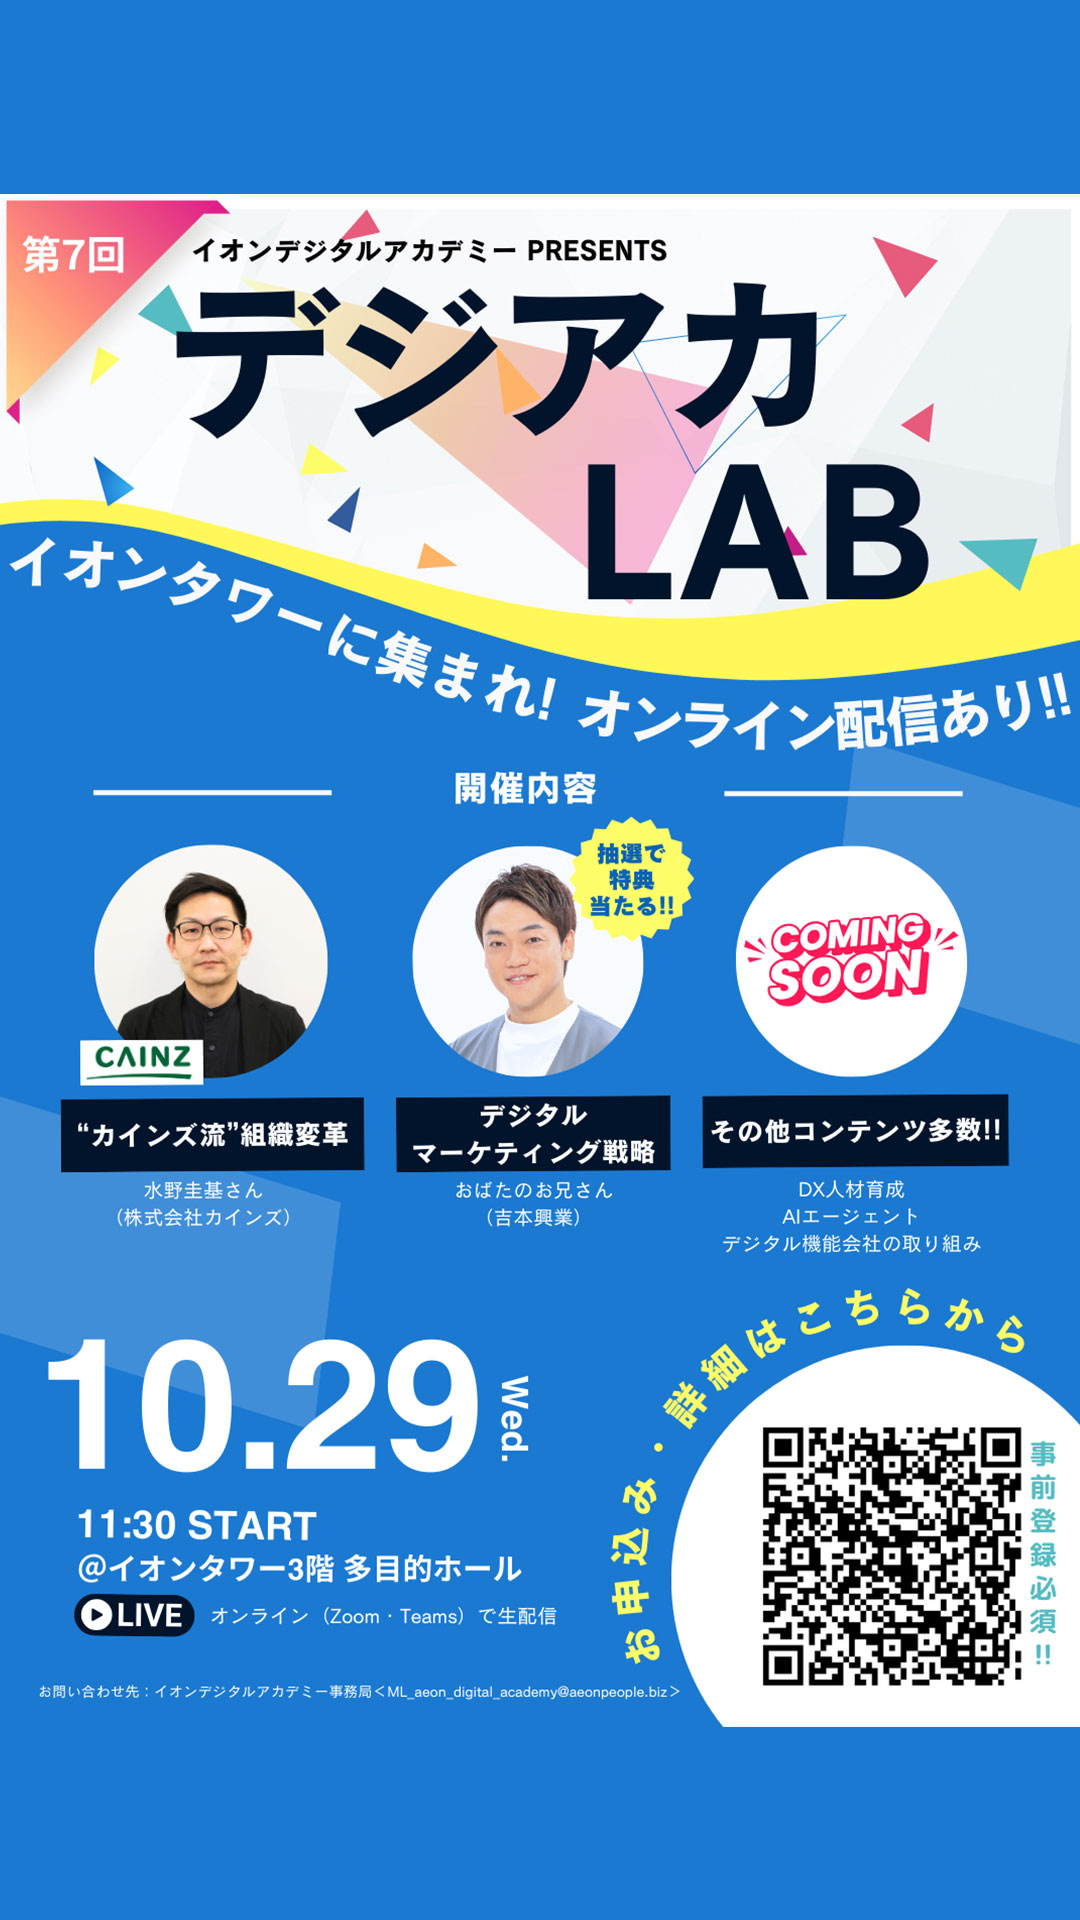 第7回
イオンデジタルアカデミー PRESENTS
デジアカ
LAB
イオンタワーに集まれ! オンライン配信あり!!
開催内容
抽選で
特典
当たる!!
COMING
SOON
CAINZ
“カインズ流”組織変革
水野圭基さん
（株式会社カインズ）
デジタル
マーケティング戦略
おばたのお兄さん
（吉本興業）
その他コンテンツ多数!!
DX人材育成
AIエージェント
デジタル機能会社の取り組み
10.29 Wed.
11:30 START
@イオンタワー3階 多目的ホール
LIVE オンライン（Zoom・Teams）で生配信
お申込み・詳細はこちらから
事前登録必須!!
お問い合わせ先：イオンデジタルアカデミー事務局＜ML_aeon_digital_academy@aeonpeople.biz＞